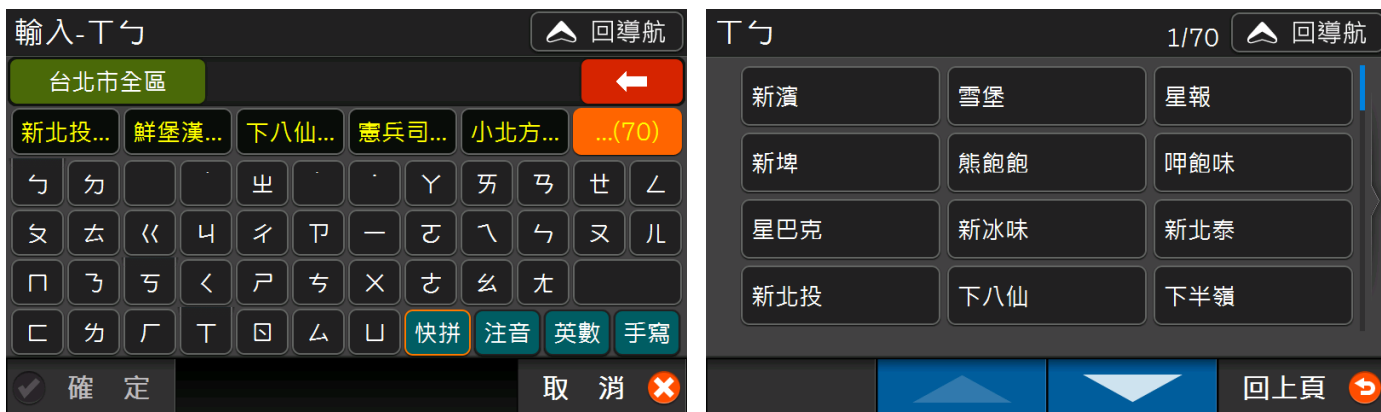 輸入-ㄒㄅ
回導航
台北市全區
新北投... 鮮堡漢... 下八仙... 憲兵司... 小北方... ...(70)
ㄅ ㄉ ˇ ˋ ㄓ ˊ ˙ ㄚ ㄞ ㄢ ㄝ ㄥ
ㄆ ㄊ ㄍ ㄐ ㄔ ㄗ ㄧ ㄛ ㄟ ㄣ ㄡ ㄦ
ㄇ ㄋ ㄎ ㄑ ㄕ ㄘ ㄨ ㄜ ㄠ ㄤ
ㄈ ㄌ ㄏ ㄒ ㄖ ㄙ ㄩ 快拼 注音 英數 手寫
確 定
取 消
ㄒㄅ
1/70
回導航
新濱 雪堡 星報
新埤 熊飽飽 呷飽味
星巴克 新冰味 新北泰
新北投 下八仙 下半嶺
回上頁